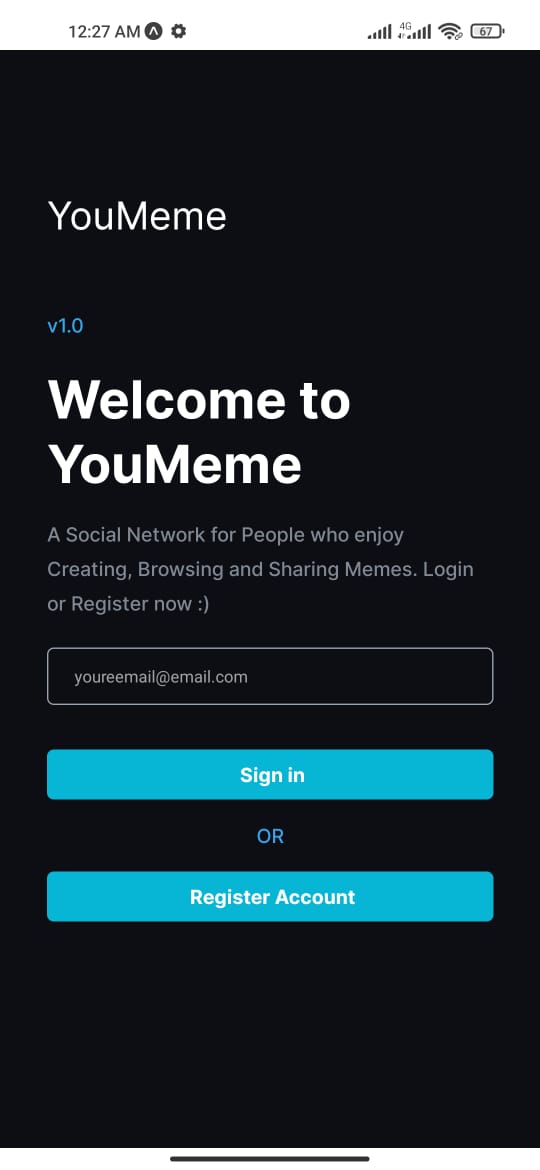 12:27 AM 4G 67
YouMeme
v1.0
Welcome to
YouMeme
A Social Network for People who enjoy
Creating, Browsing and Sharing Memes. Login
or Register now :)
youreemail@email.com
Sign in
OR
Register Account